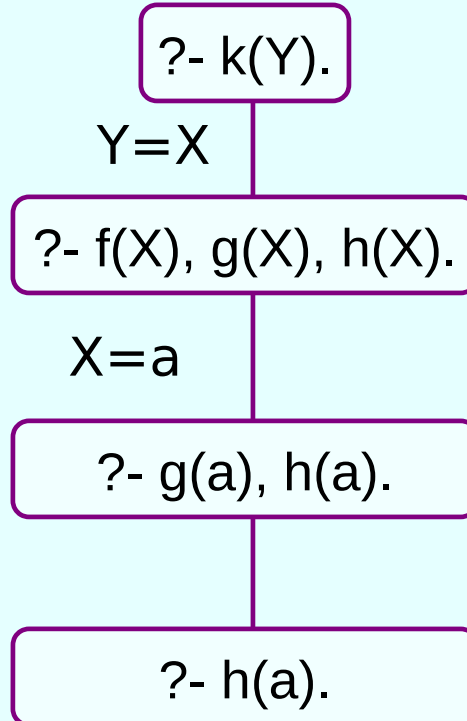 ?- k(Y).
Y=X
?- f(X), g(X), h(X).
X=a
?- g(a), h(a).
?- h(a).